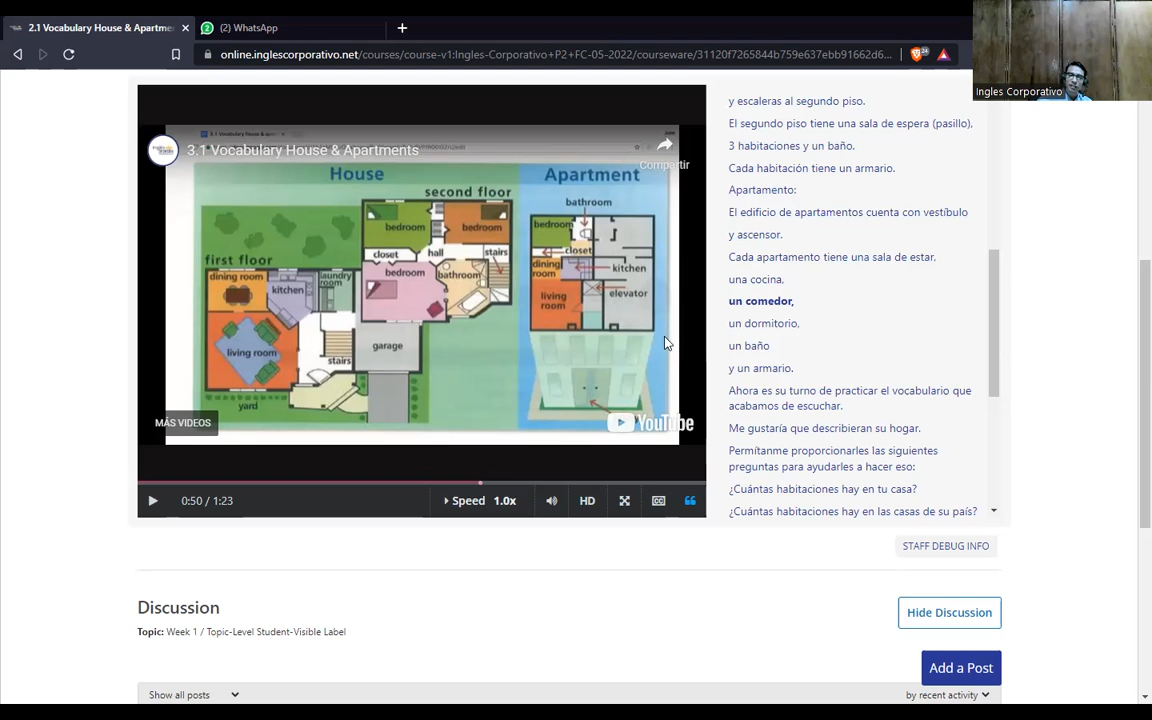 2.1 Vocabulary House & Apartme
(2) WhatsApp
online.inglescorporativo.net/courses/course-v1:Ingles-Corporativo+P2+FC-05-2022/courseware/31120f7265844b759e637ebb91662d6...
24
Ingles Corporativo
3.1 Vocabulary House & Apartments
Compartir
House
Apartment
second floor
first floor
bedroom
bedroom
closet
hall
stairs
bedroom
bathroom
dining room
kitchen
laundry room
living room
stairs
garage
yard
bathroom
bedroom
closet
dining room
kitchen
living room
elevator
MÁS VIDEOS
YouTube
0:50 / 1:23
Speed 1.0x
HD
CC
y escaleras al segundo piso.
El segundo piso tiene una sala de espera (pasillo),
3 habitaciones y un baño.
Cada habitación tiene un armario.
Apartamento:
El edificio de apartamentos cuenta con vestíbulo
y ascensor.
Cada apartamento tiene una sala de estar,
una cocina,
un comedor,
un dormitorio,
un baño
y un armario.
Ahora es su turno de practicar el vocabulario que
acabamos de escuchar.
Me gustaría que describieran su hogar.
Permítanme proporcionarles las siguientes
preguntas para ayudarles a hacer eso:
¿Cuántas habitaciones hay en tu casa?
¿Cuántas habitaciones hay en las casas de su país?
STAFF DEBUG INFO
Discussion
Hide Discussion
Topic: Week 1 / Topic-Level Student-Visible Label
Add a Post
Show all posts
by recent activity